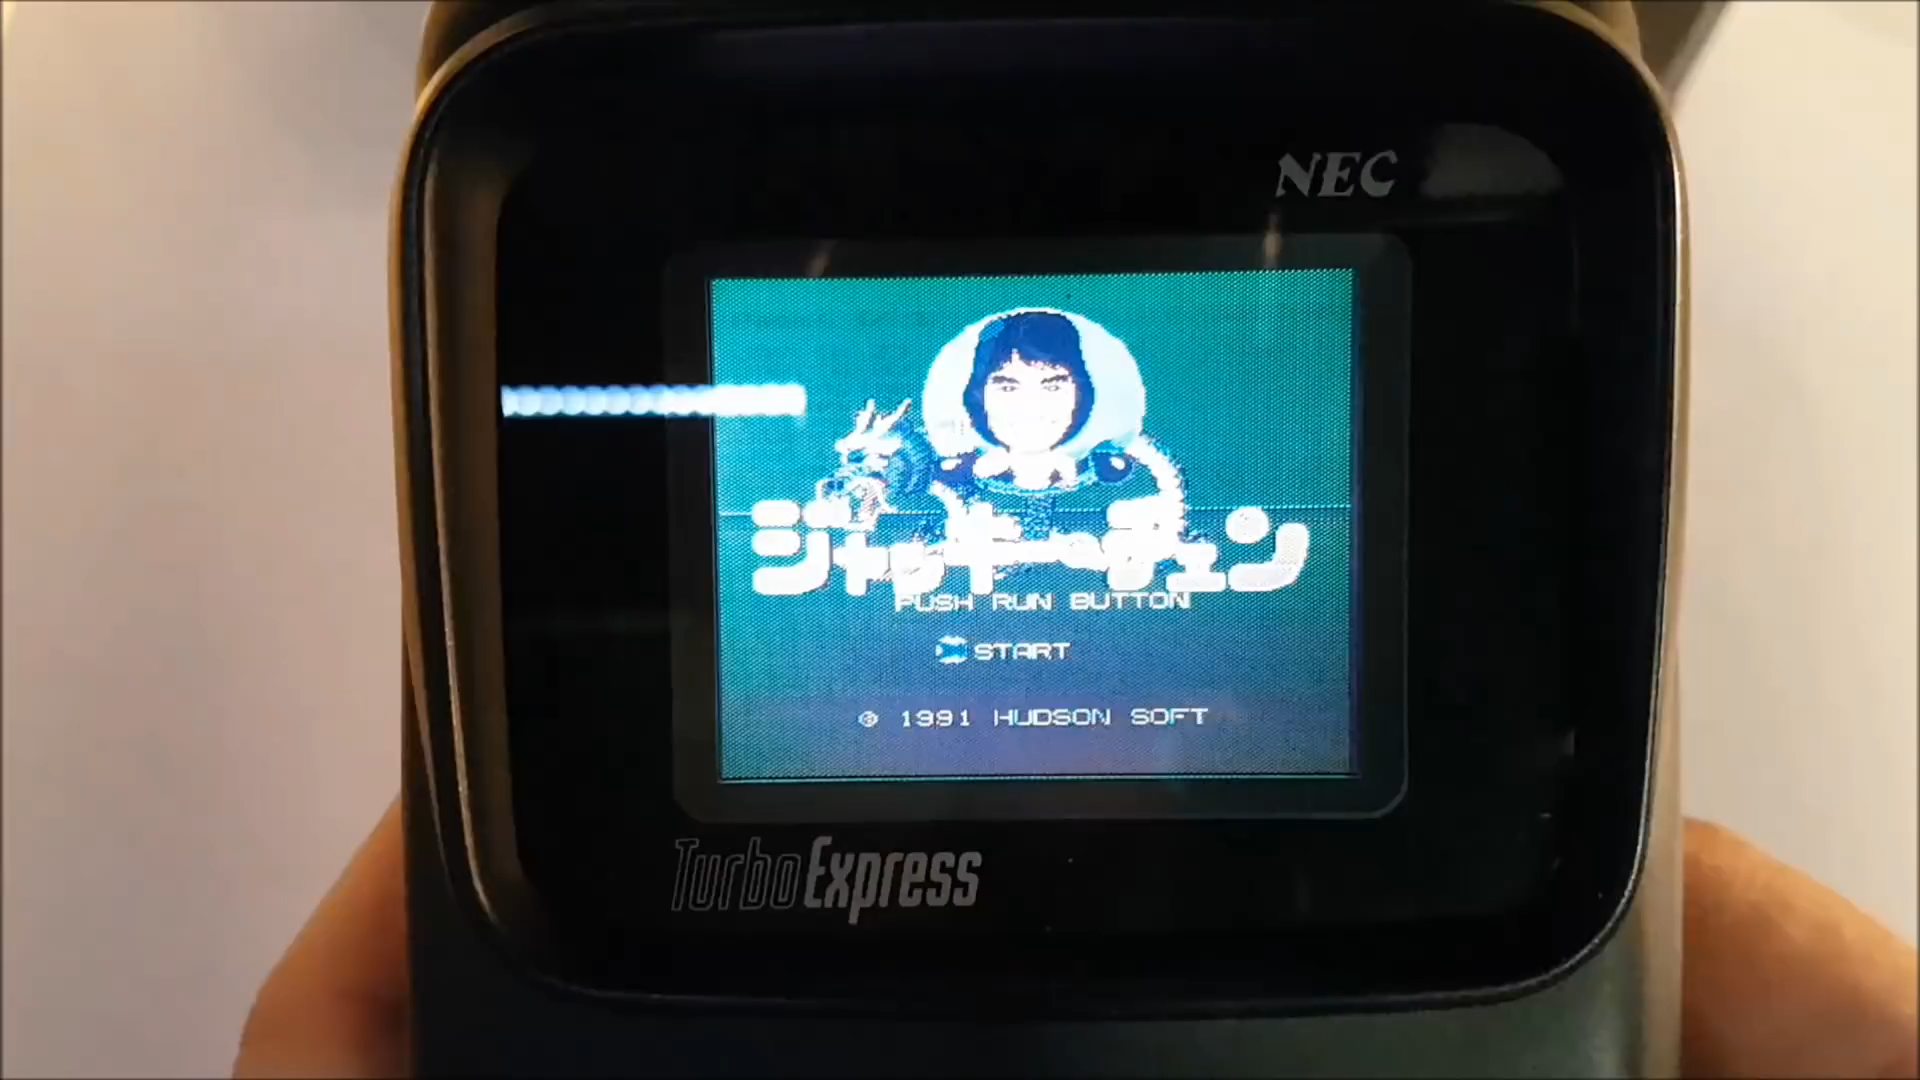 NEC
ジャッキーチェン
PUSH RUN BUTTON
START
© 1991 HUDSON SOFT
TurboExpress